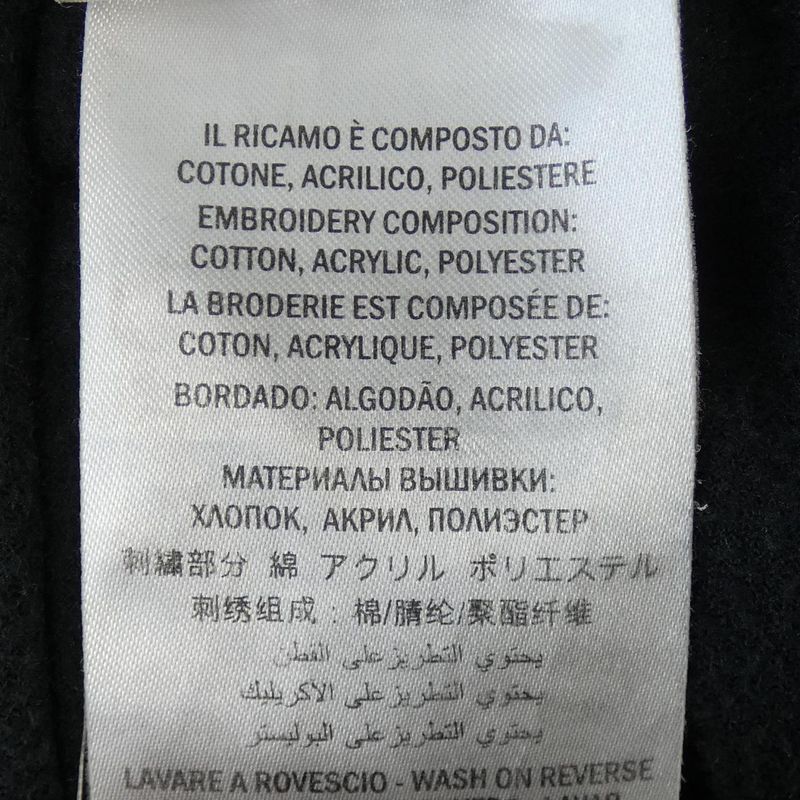 IL RICAMO È COMPOSTO DA:
COTONE, ACRILICO, POLIESTERE
EMBROIDERY COMPOSITION:
COTTON, ACRYLIC, POLYESTER
LA BRODERIE EST COMPOSÉE DE:
COTON, ACRYLIQUE, POLYESTER
BORDADO: ALGODÃO, ACRILICO,
POLIESTER
МАТЕРИАЛЫ ВЫШИВКИ:
ХЛОПОК, АКРИЛ, ПОЛИЭСТЕР
刺繍部分 綿 アクリル ポリエステル
刺绣组成：棉/腈纶/聚酯纤维
يحتوي التطريز على القطن
يحتوي التطريز على الاكريليك
يحتوي التطريز على البوليستر
LAVARE A ROVESCIO - WASH ON REVERSE